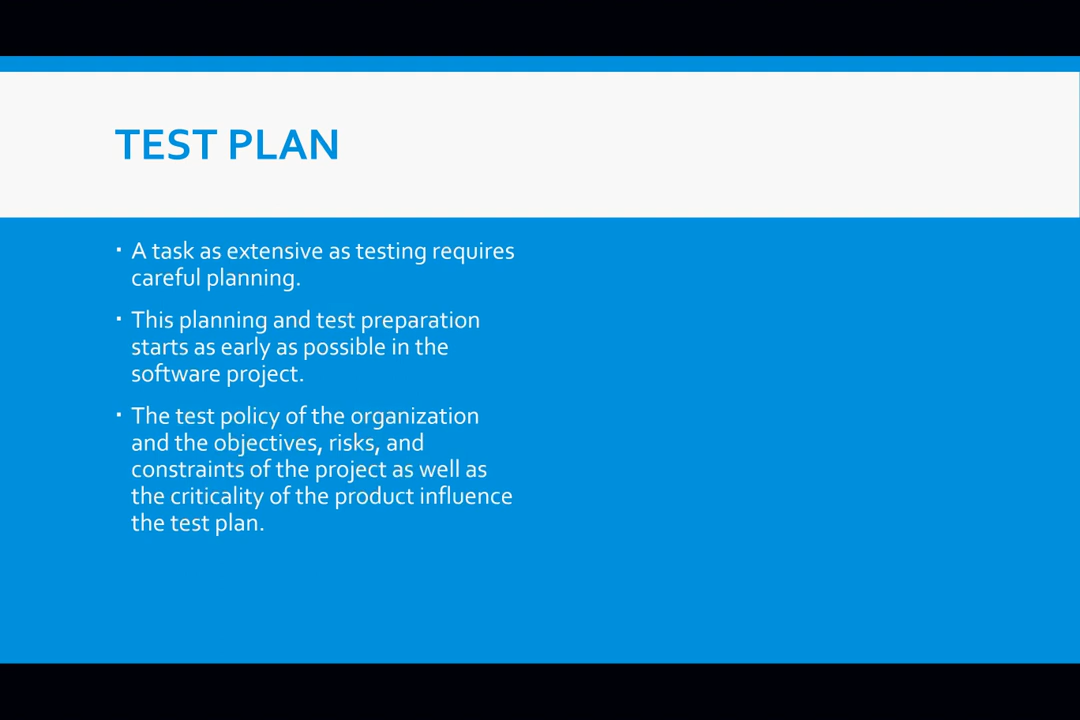 TEST PLAN
▪ A task as extensive as testing requires
careful planning.
▪ This planning and test preparation
starts as early as possible in the
software project.
▪ The test policy of the organization
and the objectives, risks, and
constraints of the project as well as
the criticality of the product influence
the test plan.